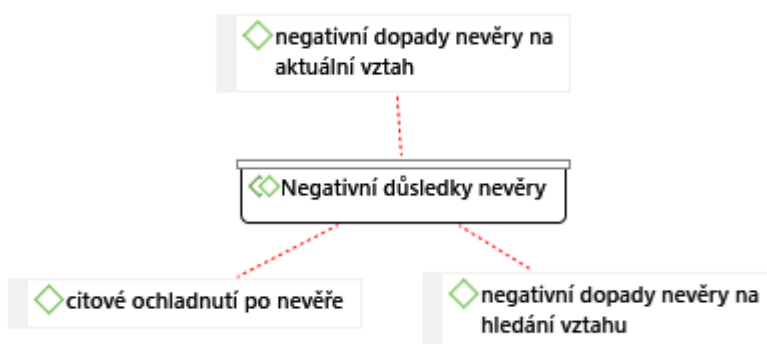 negativní dopady nevěry na
aktuální vztah
Negativní důsledky nevěry
citové ochladnutí po nevěře
negativní dopady nevěry na
hledání vztahu